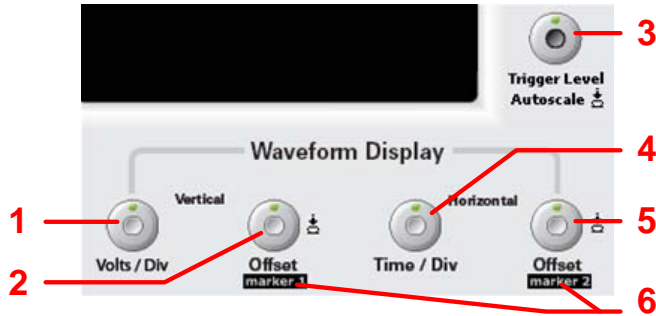 3
Trigger Level
Autoscale
Waveform Display
4
Vertical
Horizontal
1
5
2
Volts / Div
Offset
Time / Div
Offset
marker 1
marker 2
6